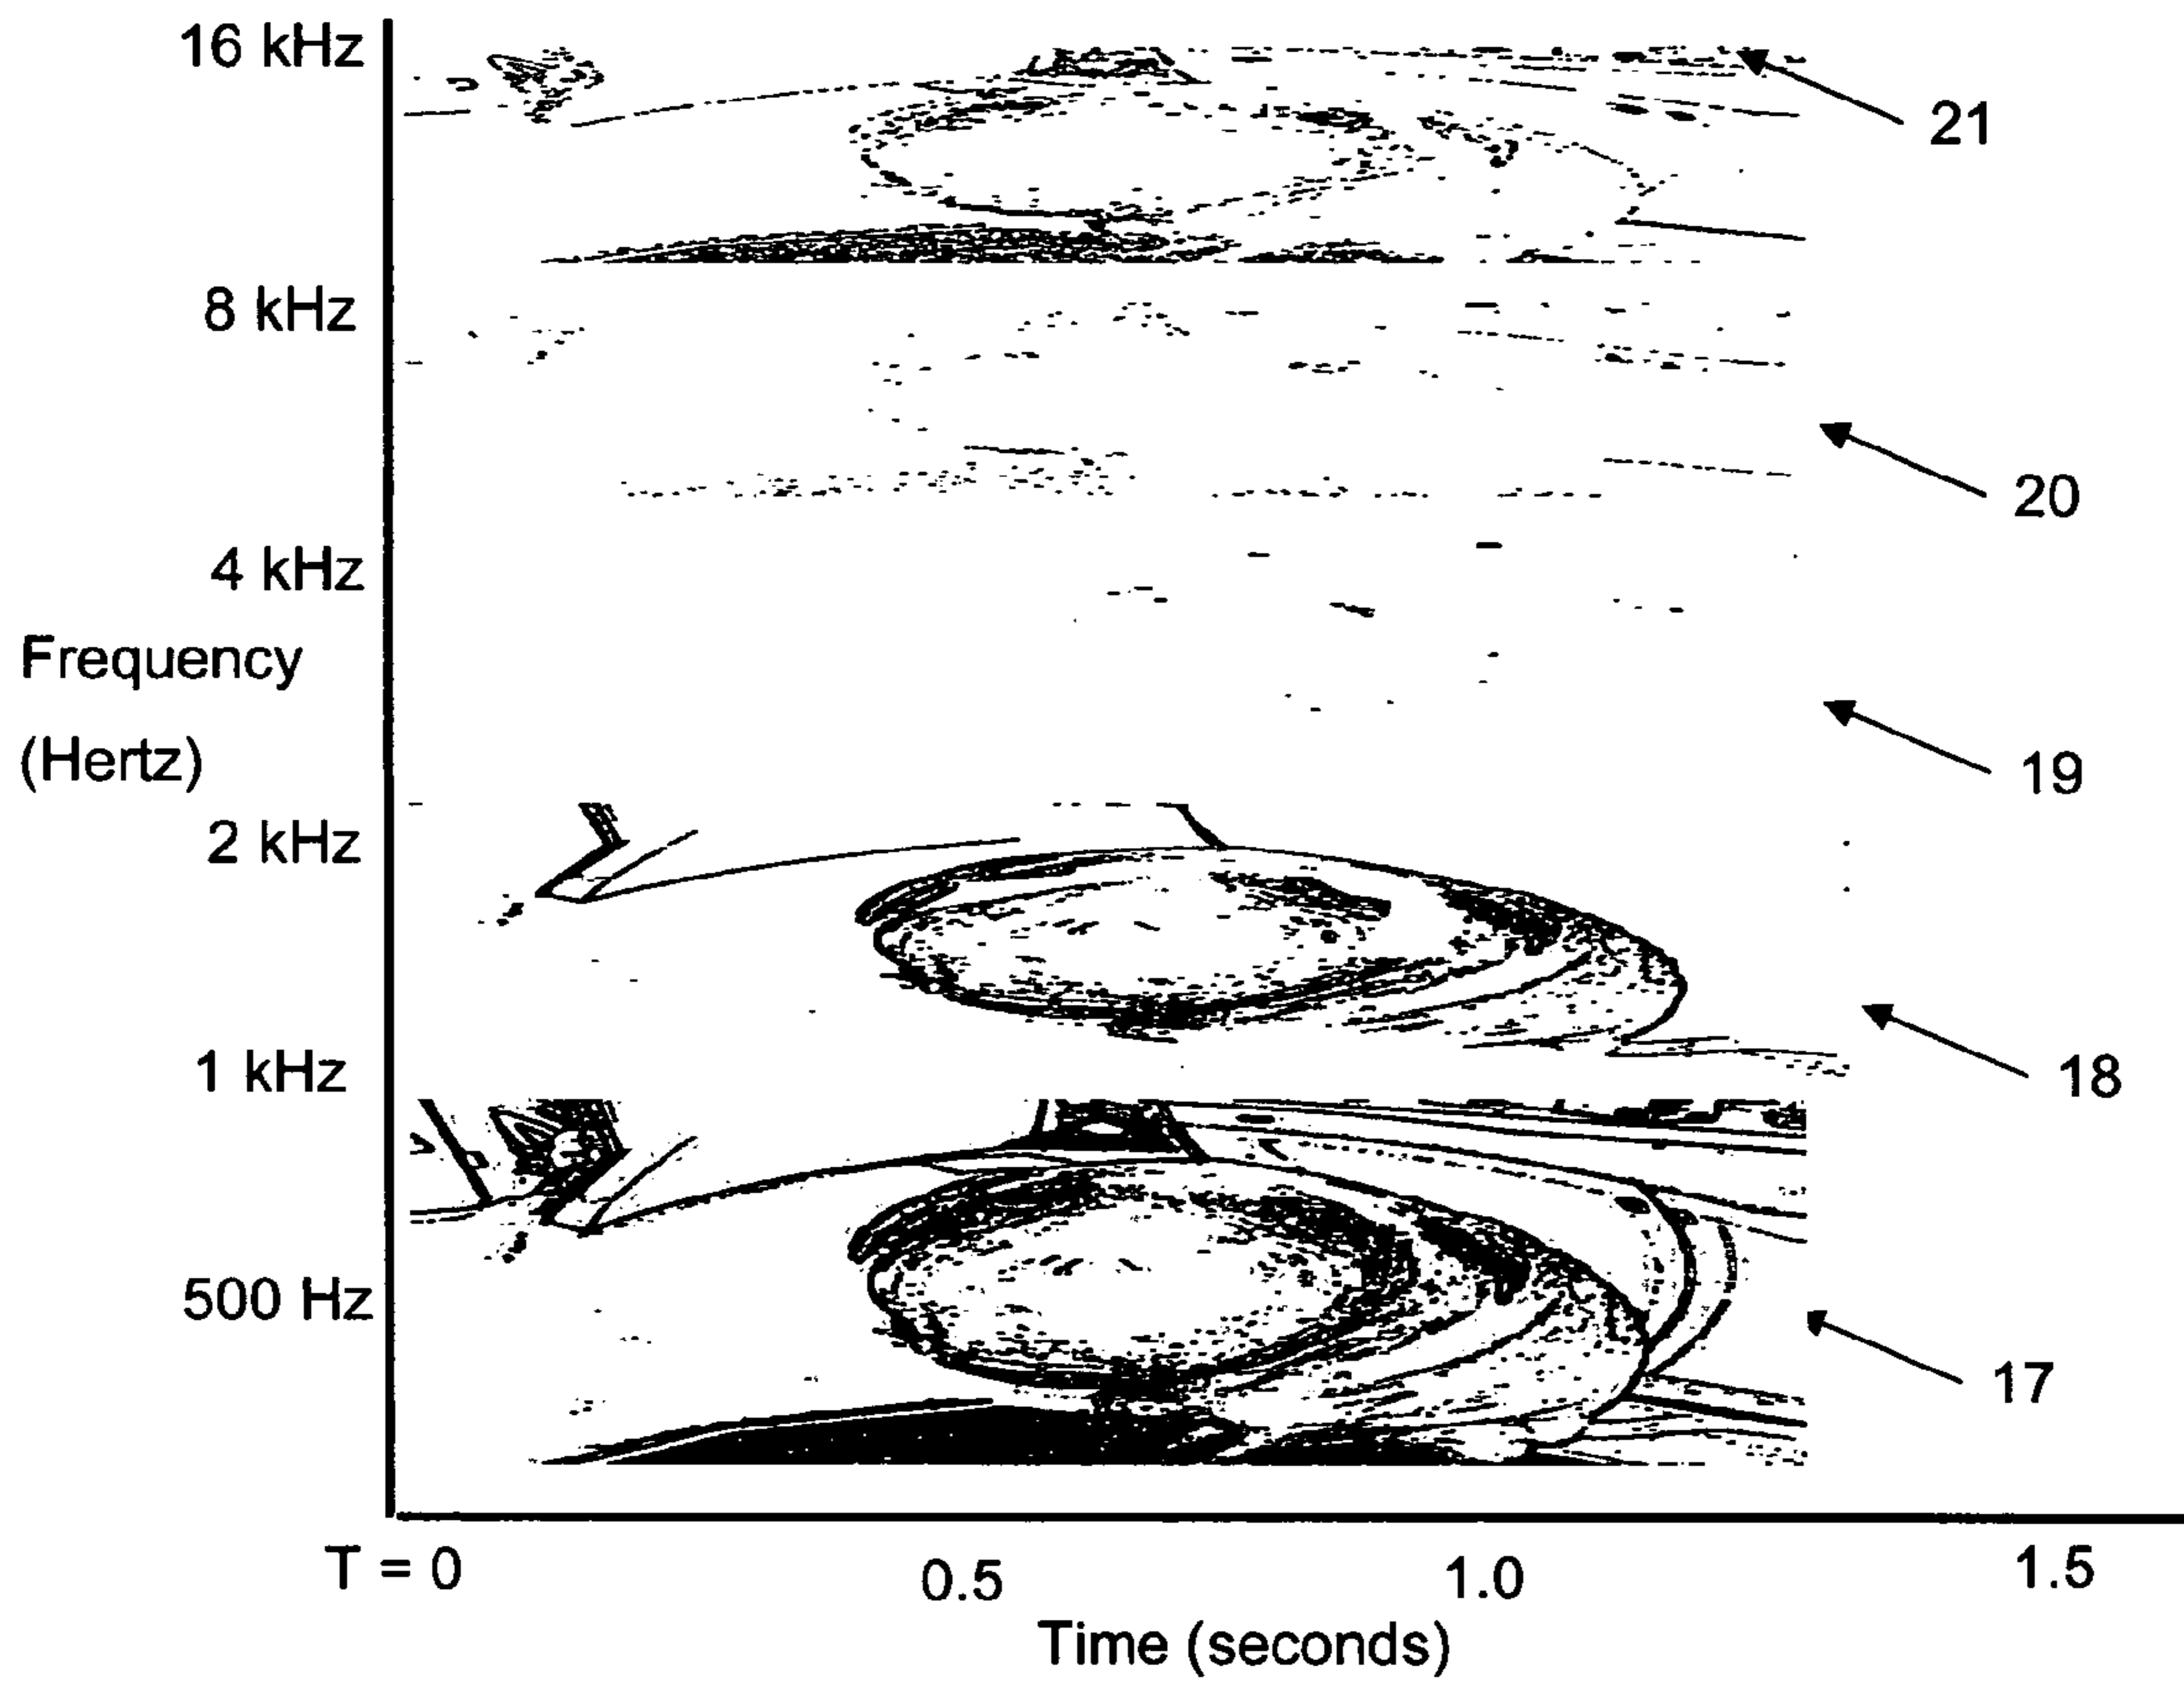 16 kHz
21
8 kHz
20
4 kHz
Frequency
(Hertz)
19
2 kHz
1 kHz
18
500 Hz
17
T = 0
0.5
1.0
1.5
Time (seconds)